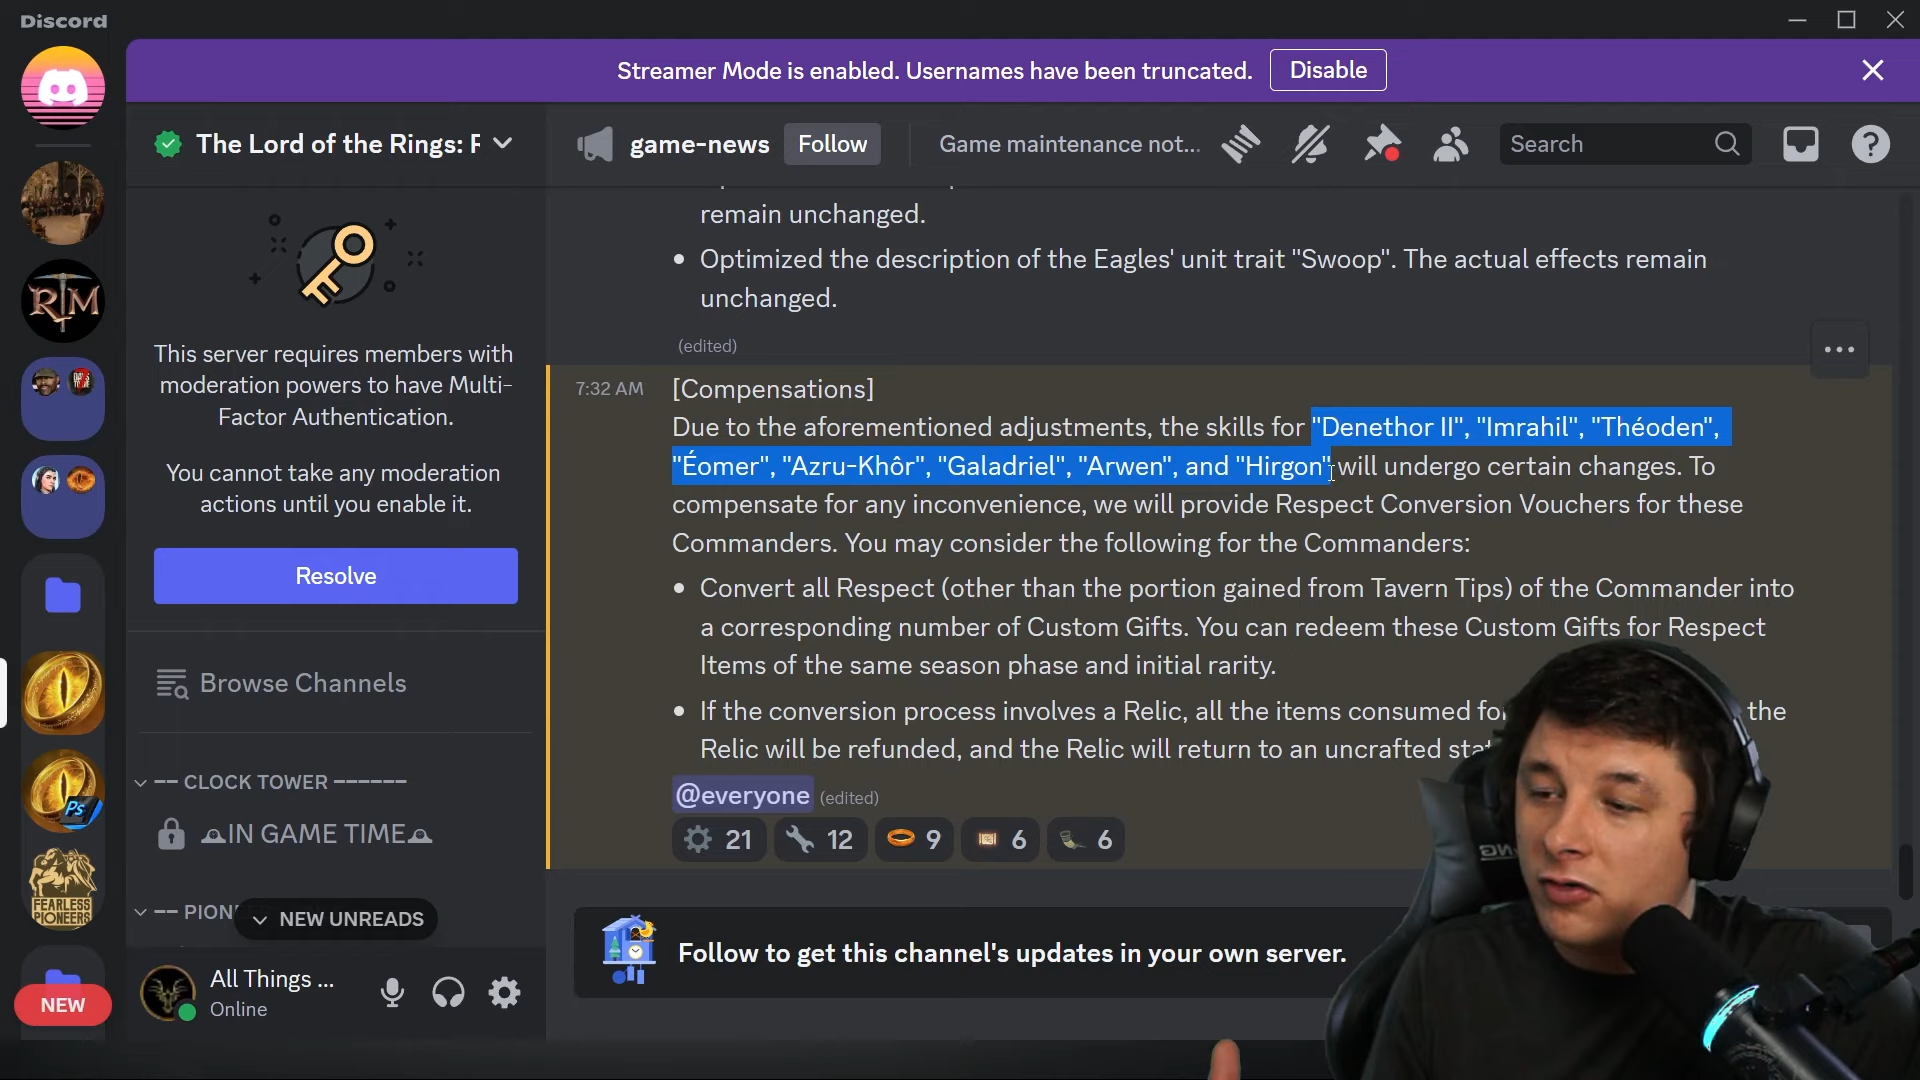 Discord
Streamer Mode is enabled. Usernames have been truncated.
Disable
The Lord of the Rings: F
game-news
Follow
Game maintenance not...
Search
remain unchanged.
• Optimized the description of the Eagles' unit trait "Swoop". The actual effects remain
unchanged.
(edited)
7:32 AM
[Compensations]
Due to the aforementioned adjustments, the skills for "Denethor II", "Imrahil", "Théoden",
"Éomer", "Azru-Khôr", "Galadriel", "Arwen", and "Hirgon" will undergo certain changes. To
compensate for any inconvenience, we will provide Respect Conversion Vouchers for these
Commanders. You may consider the following for the Commanders:
• Convert all Respect (other than the portion gained from Tavern Tips) of the Commander into
a corresponding number of Custom Gifts. You can redeem these Custom Gifts for Respect
Items of the same season phase and initial rarity.
• If the conversion process involves a Relic, all the items consumed for the
Relic will be refunded, and the Relic will return to an uncrafted
@everyone (edited)
21 12 9 6 6
Follow to get this channel's updates in your own server.
This server requires members with
moderation powers to have Multi-
Factor Authentication.
You cannot take any moderation
actions until you enable it.
Resolve
Browse Channels
-- CLOCK TOWER ------
IN GAME TIME
-- PION
NEW UNREADS
All Things ...
Online
RTM
Ps
FEARLESS
PIONEERS
NEW